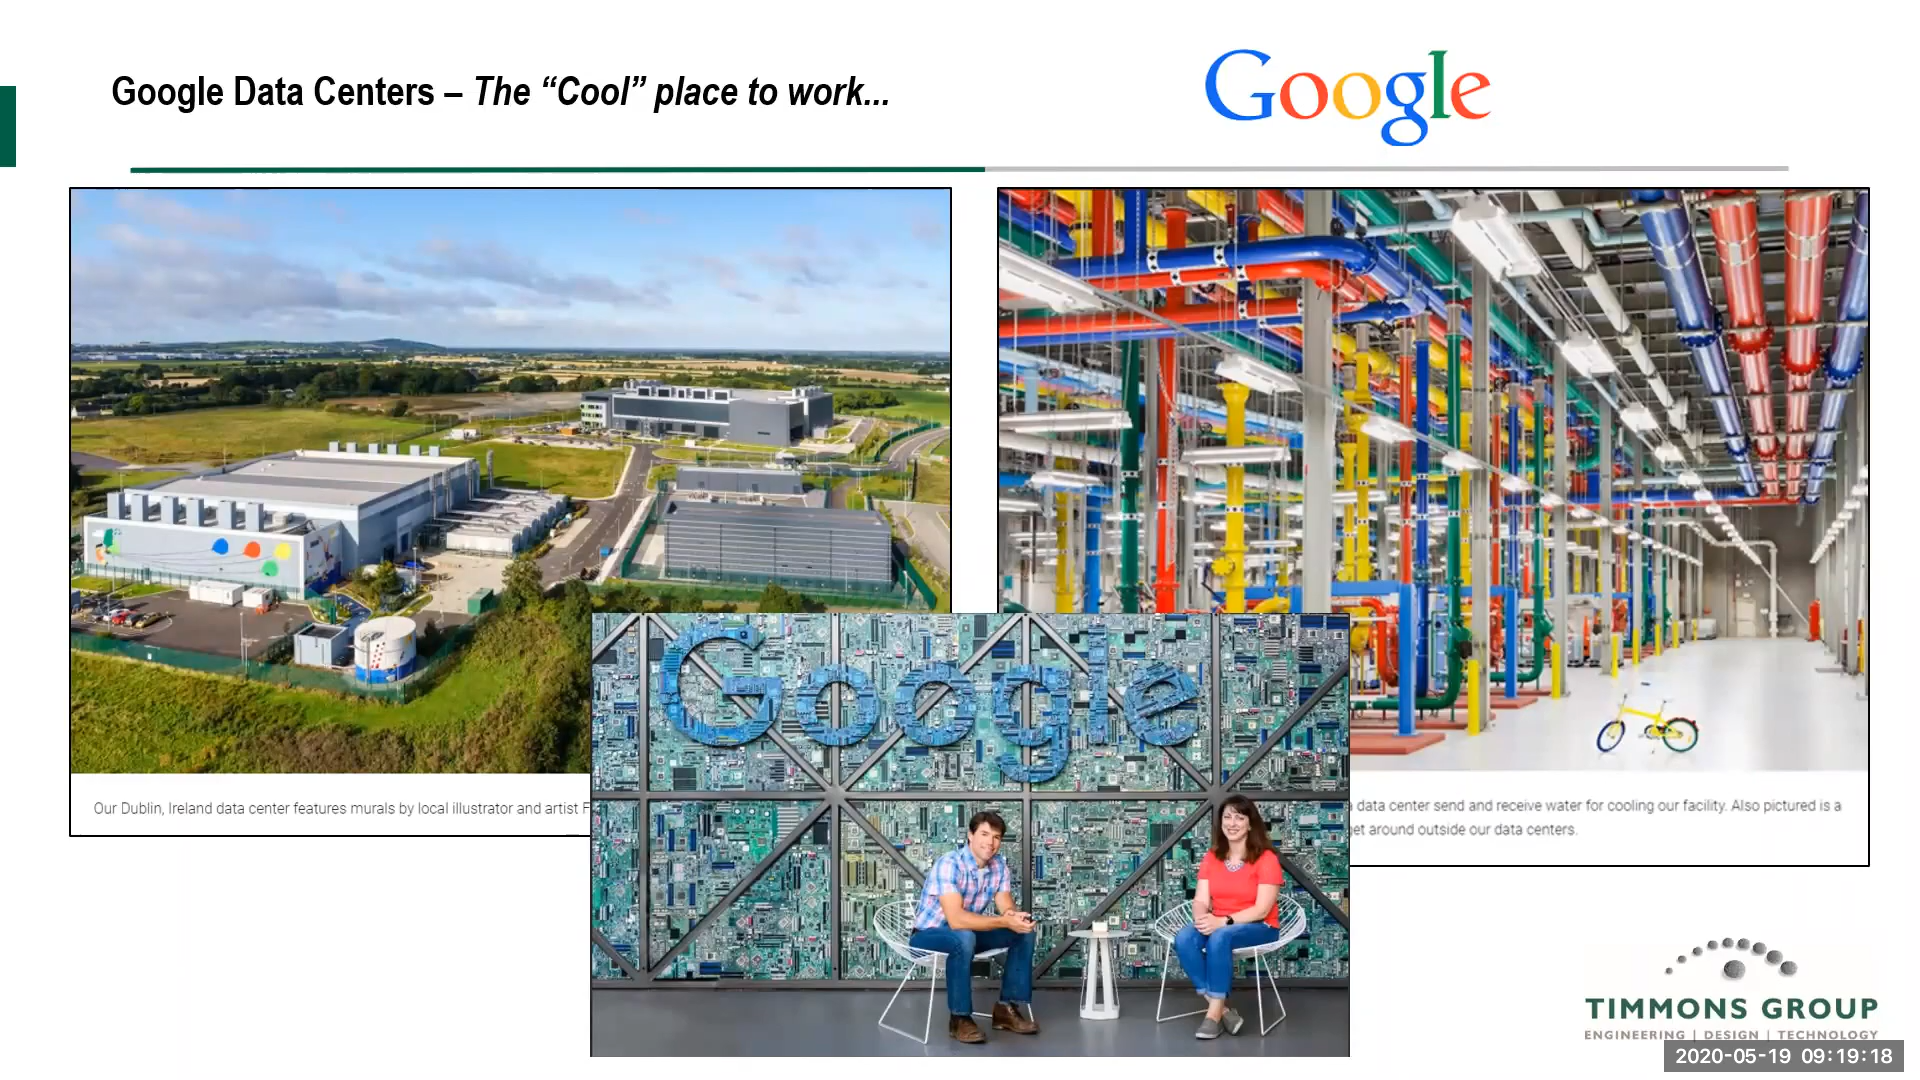 Google Data Centers – The “Cool” place to work...
Google
Our Dublin, Ireland data center features murals by local illustrator and artist
Google
data center send and receive water for cooling our facility. Also pictured is a
get around outside our data centers.
TIMMONS GROUP
ENGINEERING | DESIGN | TECHNOLOGY
2020-05-19 09:19:18